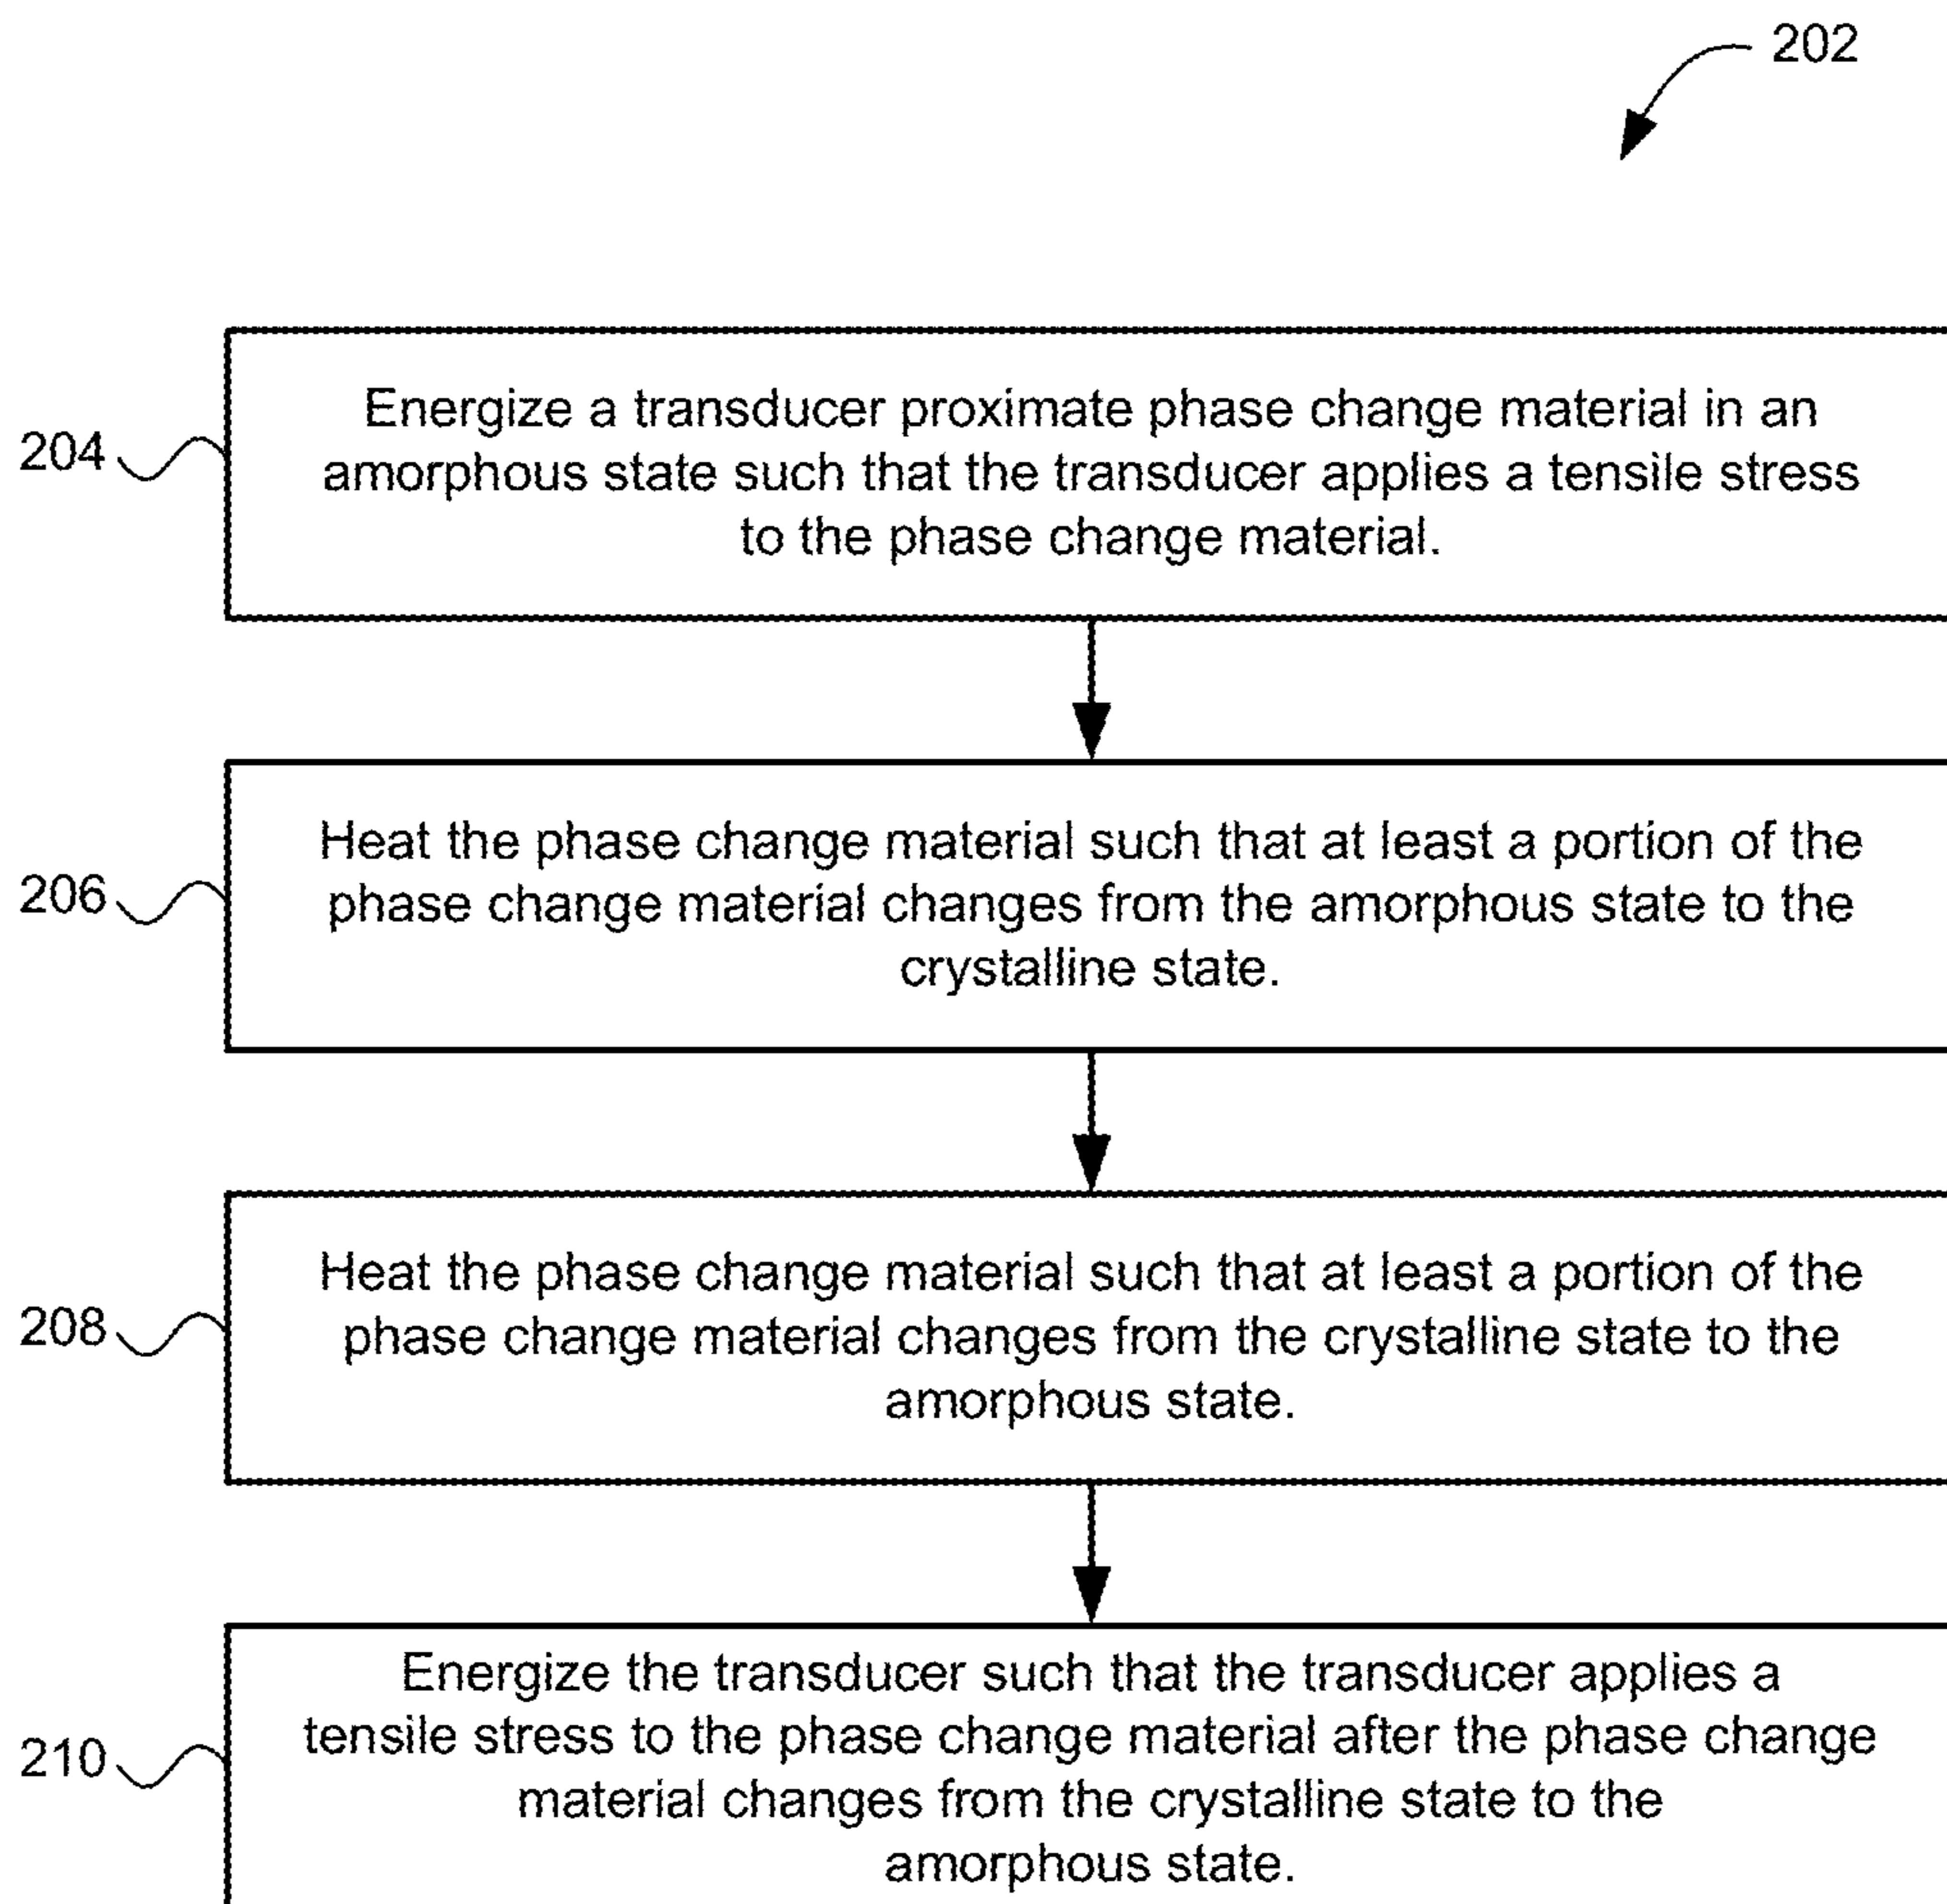 202
204
Energize a transducer proximate phase change material in an
amorphous state such that the transducer applies a tensile stress
to the phase change material.
206
Heat the phase change material such that at least a portion of the
phase change material changes from the amorphous state to the
crystalline state.
208
Heat the phase change material such that at least a portion of the
phase change material changes from the crystalline state to the
amorphous state.
210
Energize the transducer such that the transducer applies a
tensile stress to the phase change material after the phase change
material changes from the crystalline state to the
amorphous state.